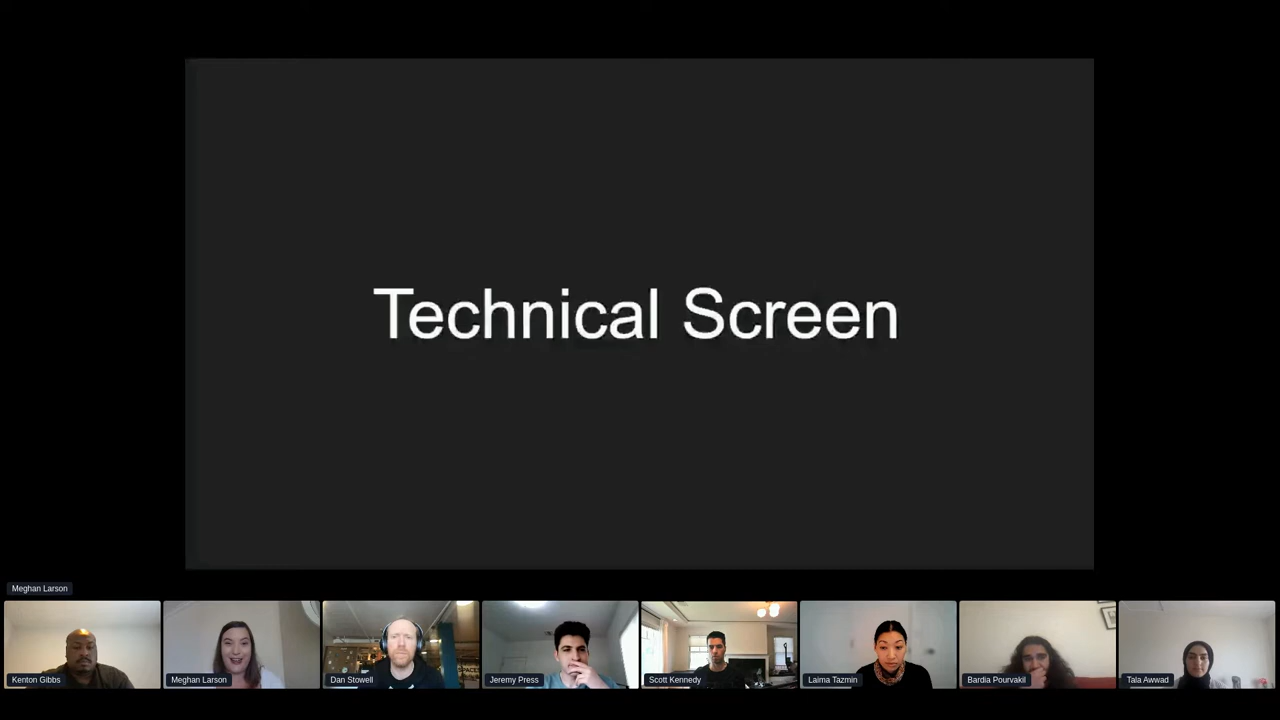 Technical Screen
Meghan Larson
Kenton Gibbs
Meghan Larson
Dan Stowell
Jeremy Press
Scott Kennedy
Laima Tazmin
Bardia Pourvakil
Tala Awwad